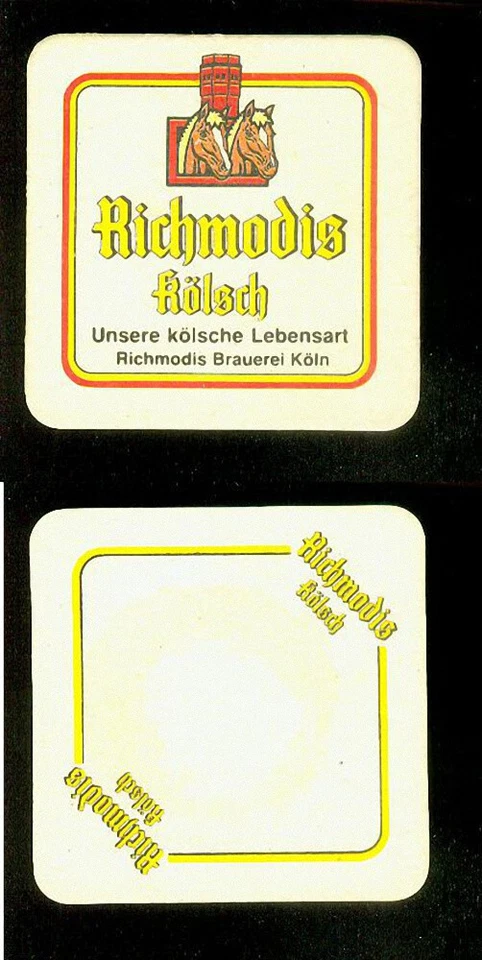 Richmodis
Kölsch
Unsere kölsche Lebensart
Richmodis Brauerei Köln
Richmodis
Kölsch
Richmodis
Kölsch